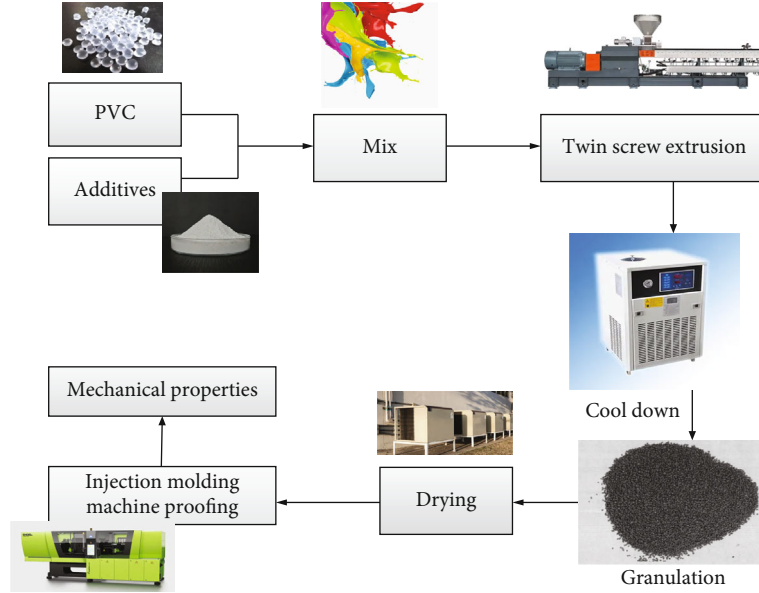 PVC
Additives
Mix
Twin screw extrusion
Cool down
Granulation
Drying
Injection molding
machine proofing
Mechanical properties